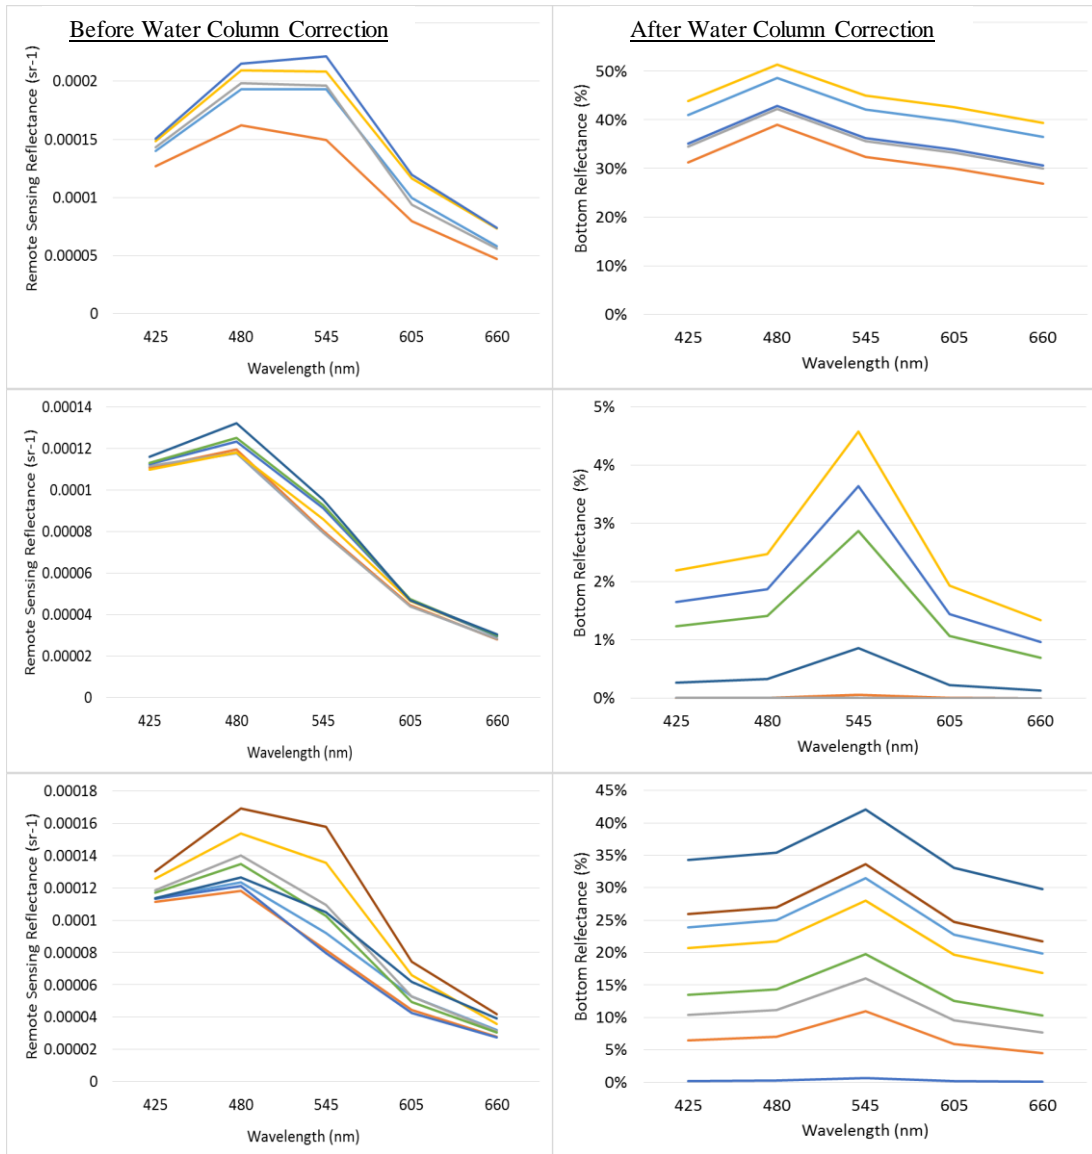 Before Water Column Correction
Remote Sensing Reflectance (sr-1)
0.0002
0.00015
0.0001
0.00005
0
425 480 545 605 660
Wavelength (nm)
After Water Column Correction
Bottom Relfectance (%)
50%
40%
30%
20%
10%
0%
425 480 545 605 660
Wavelength (nm)
Remote Sensing Reflectance (sr-1)
0.00014
0.00012
0.0001
0.00008
0.00006
0.00004
0.00002
0
425 480 545 605 660
Wavelength (nm)
Bottom Relfectance (%)
5%
4%
3%
2%
1%
0%
425 480 545 605 660
Wavelength (nm)
Remote Sensing Reflectance (sr-1)
0.00018
0.00016
0.00014
0.00012
0.0001
0.00008
0.00006
0.00004
0.00002
0
425 480 545 605 660
Wavelength (nm)
Bottom Relfectance (%)
45%
40%
35%
30%
25%
20%
15%
10%
5%
0%
425 480 545 605 660
Wavelength (nm)